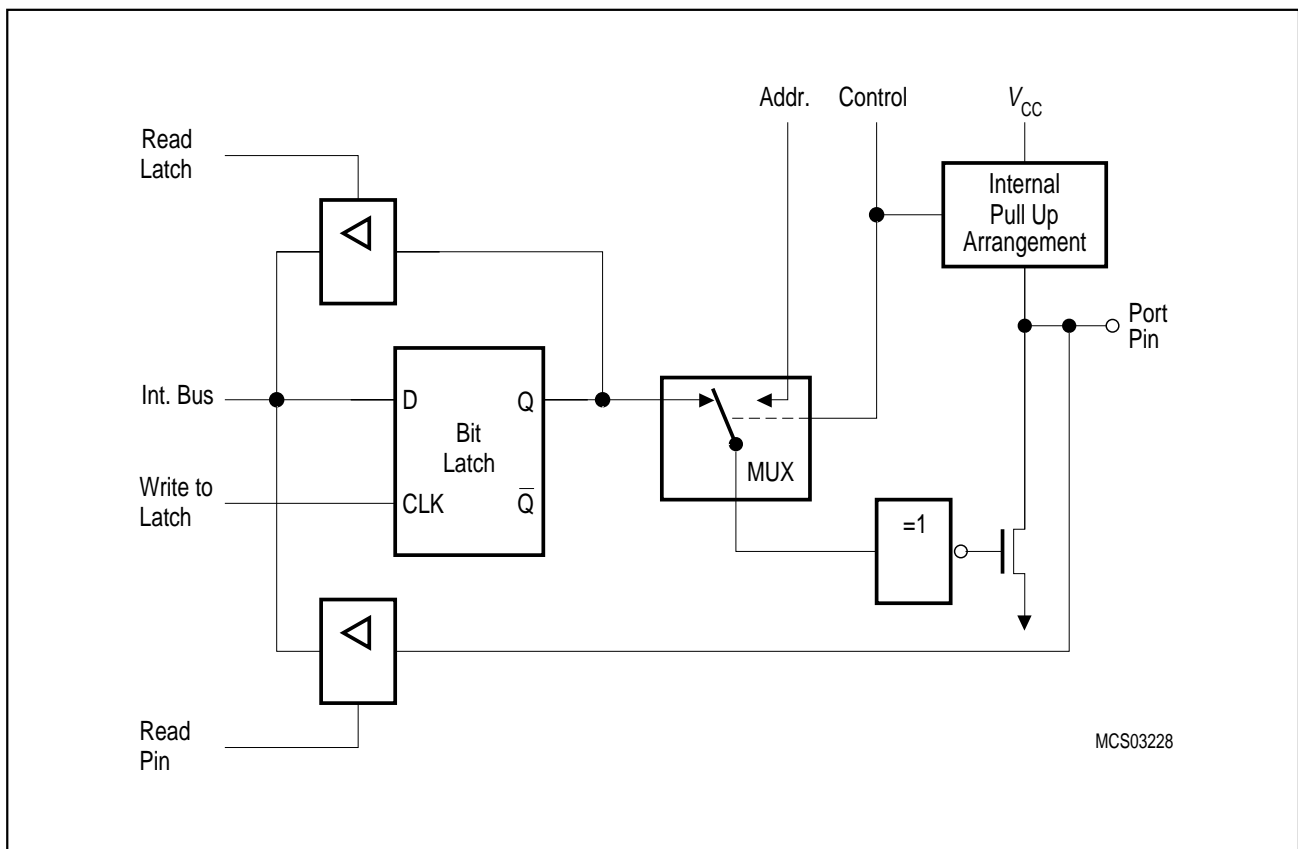 Addr.
Control
VCC
Read
Latch
Internal
Pull Up
Arrangement
Port
Pin
Int. Bus
D
Q
Bit
Latch
MUX
Write to
Latch
CLK
Q̅
=1
Read
Pin
MCS03228